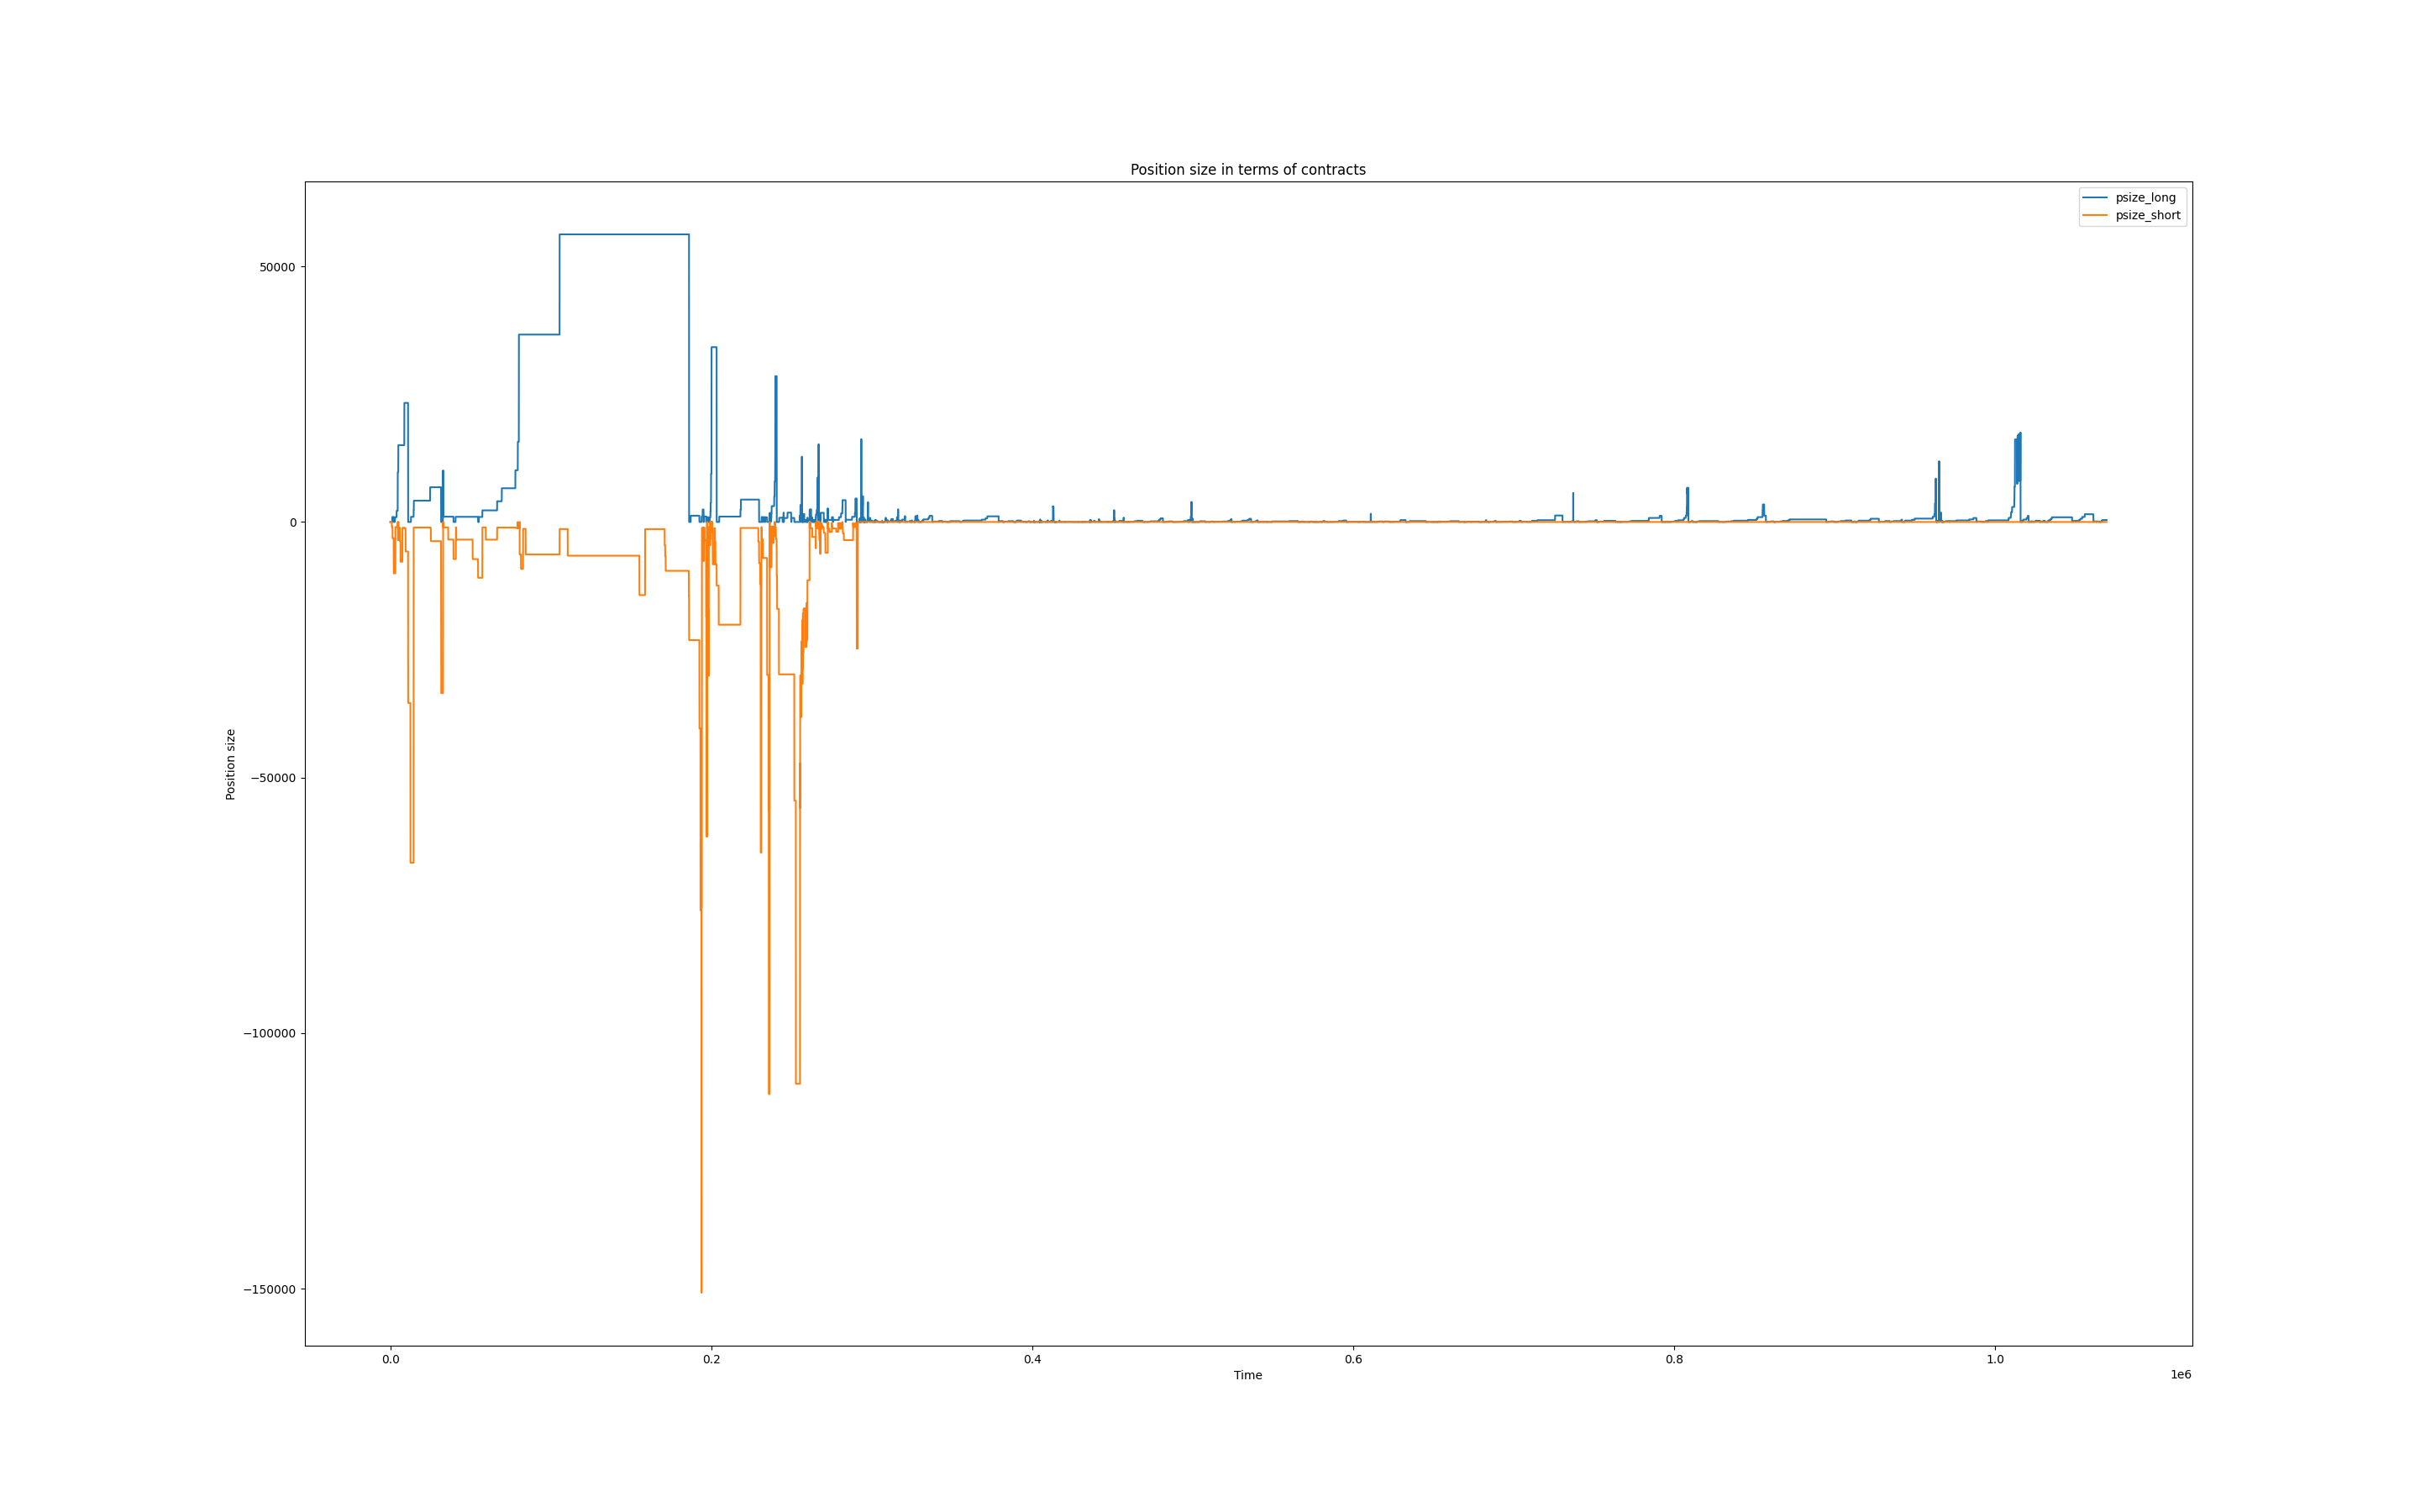 Position size in terms of contracts
psize_long
psize_short
50000
0
−50000
−100000
−150000
Position size
0.0
0.2
0.4
0.6
0.8
1.0
Time
1e6